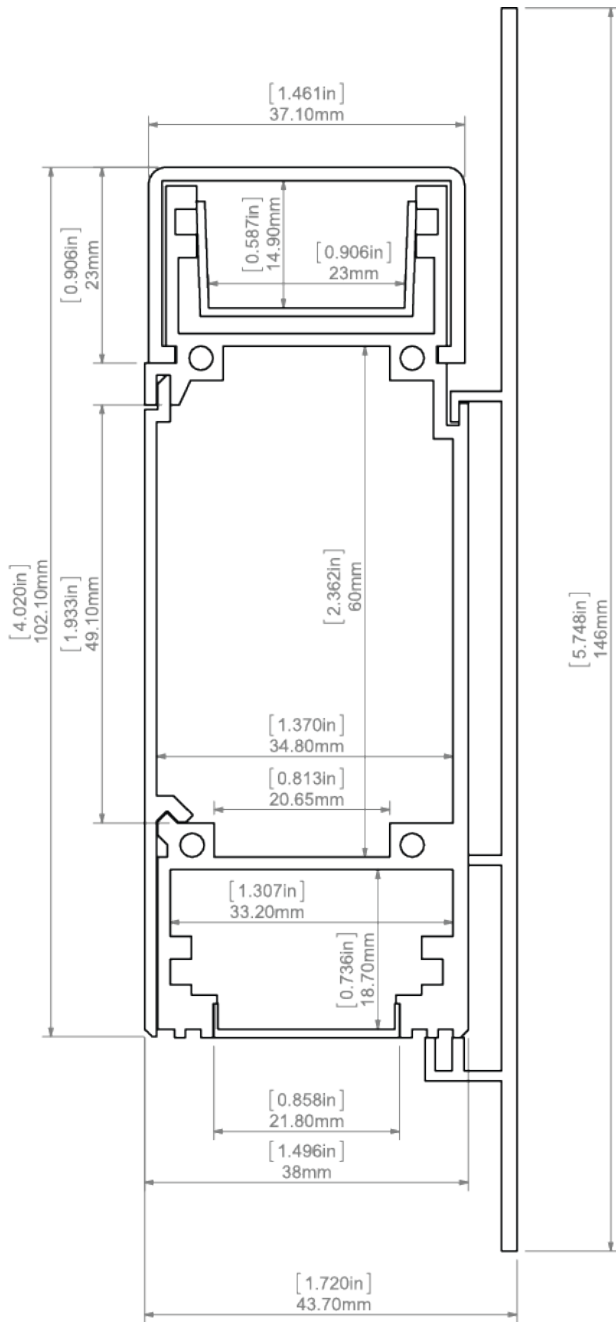 [1.461in]
37.10mm
[0.906in]
23mm
[0.587in]
14.90mm
[0.906in]
23mm
[4.020in]
102.10mm
[1.933in]
49.10mm
[2.362in]
60mm
[5.748in]
146mm
[1.370in]
34.80mm
[0.813in]
20.65mm
[1.307in]
33.20mm
[0.736in]
18.70mm
[0.858in]
21.80mm
[1.496in]
38mm
[1.720in]
43.70mm